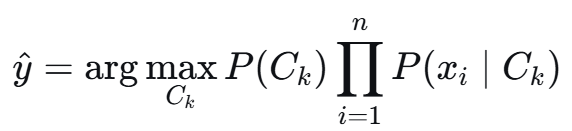 ŷ = arg max_{C_k} P(C_k) ∏_{i=1}^{n} P(x_i | C_k)